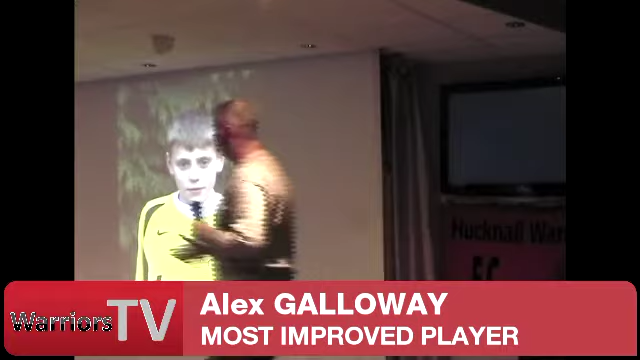 Hucknall War
FC
Warriors TV
Alex GALLOWAY
MOST IMPROVED PLAYER